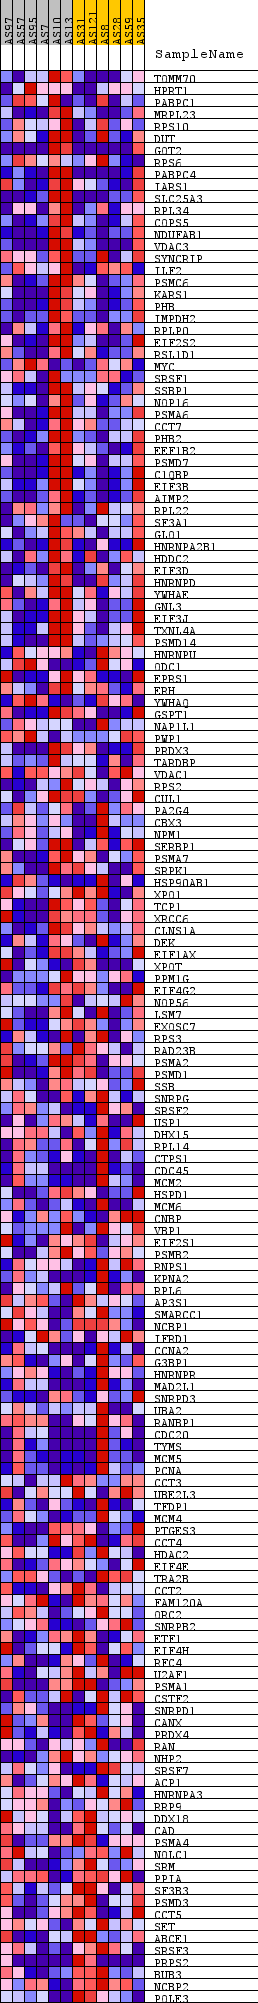 AS97
AS57
AS95
AS7
AS10
AS13
AS31
AS121
AS8
AS28
AS59
AS35
SampleName
TOMM70
HPRT1
PABPC1
MRPL23
RPS10
DUT
GOT2
RPS6
PABPC4
IARS1
SLC25A3
RPL34
COPS5
NDUFAB1
VDAC3
SYNCRIP
ILF2
PSMC6
KARS1
PHB
IMPDH2
RPLP0
EIF2S2
RSL1D1
MYC
SRSF1
SSBP1
NOP16
PSMA6
CCT7
PHB2
EEF1B2
PSMD7
C1QBP
EIF3B
AIMP2
RPL22
SF3A1
GLO1
HNRNPA2B1
HDDC2
EIF3D
HNRNPD
YWHAE
GNL3
EIF3J
TXNL4A
PSMD14
HNRNPU
ODC1
EPRS1
ERH
YWHAQ
GSPT1
NAP1L1
PWP1
PRDX3
TARDBP
VDAC1
RPS2
CUL1
PA2G4
CBX3
NPM1
SERBP1
PSMA7
SRPK1
HSP90AB1
XPO1
TCP1
XRCC6
CLNS1A
DEK
EIF1AX
XPOT
PPM1G
EIF4G2
NOP56
LSM7
EXOSC7
RPS3
RAD23B
PSMA2
PSMD1
SSB
SNRPG
SRSF2
USP1
DHX15
RPL14
CTPS1
CDC45
MCM2
HSPD1
MCM6
CNBP
VBP1
EIF2S1
PSMB2
RNPS1
KPNA2
RPL6
AP3S1
SMARCC1
NCBP1
IFRD1
CCNA2
G3BP1
HNRNPR
MAD2L1
SNRPD3
UBA2
RANBP1
CDC20
TYMS
MCM5
PCNA
CCT3
UBE2L3
TFDP1
MCM4
PTGES3
CCT4
HDAC2
EIF4E
TRA2B
CCT2
FAM120A
ORC2
SNRPB2
ETF1
EIF4H
RFC4
U2AF1
PSMA1
CSTF2
SNRPD1
CANX
PRDX4
RAN
NHP2
SRSF7
ACP1
HNRNPA3
RRP9
DDX18
CAD
PSMA4
NOLC1
SRM
PPIA
SF3B3
PSMD3
CCT5
SET
ABCE1
SRSF3
PRPS2
BUB3
NCBP2
POLE3